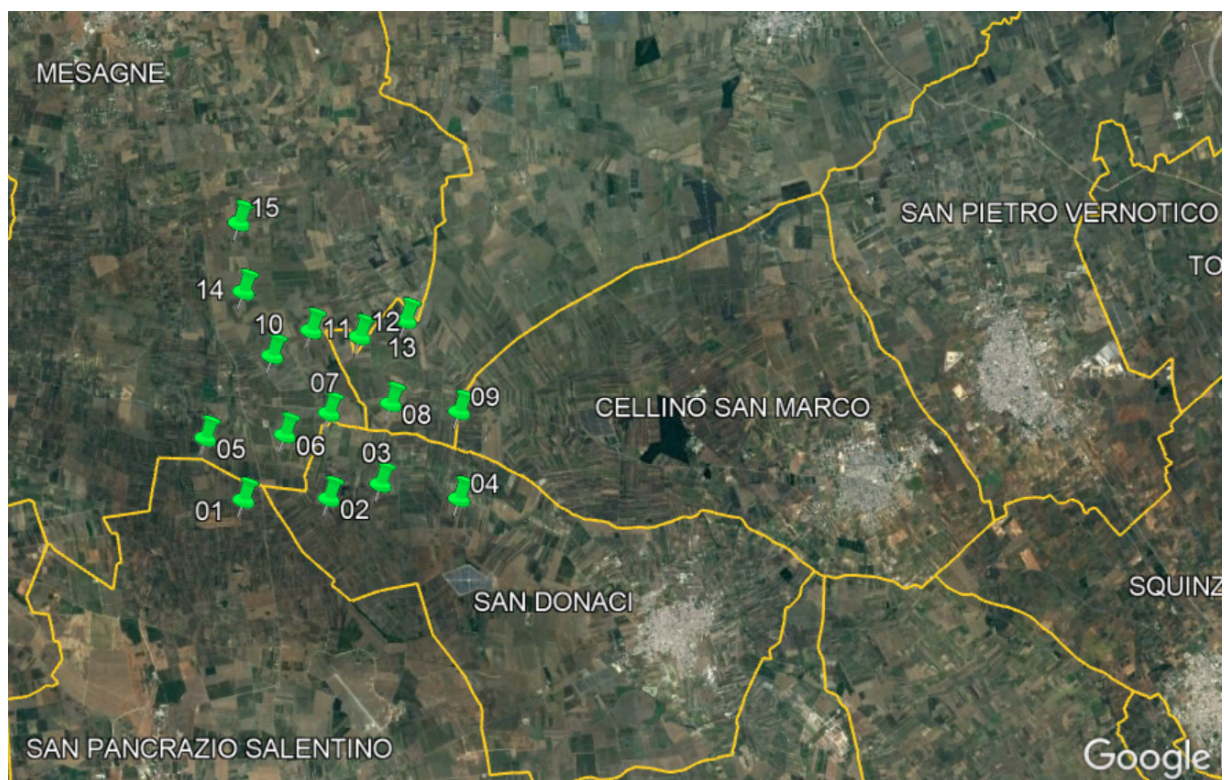 MESAGNE
15
SAN PIETRO VERNOTICO
TO
14
12
11
13
10
07
09
08
CELLINO SAN MARCO
05
06
03
04
01
02
SQUINZ
SAN DONACI
SAN PANCRAZIO SALENTINO
Google